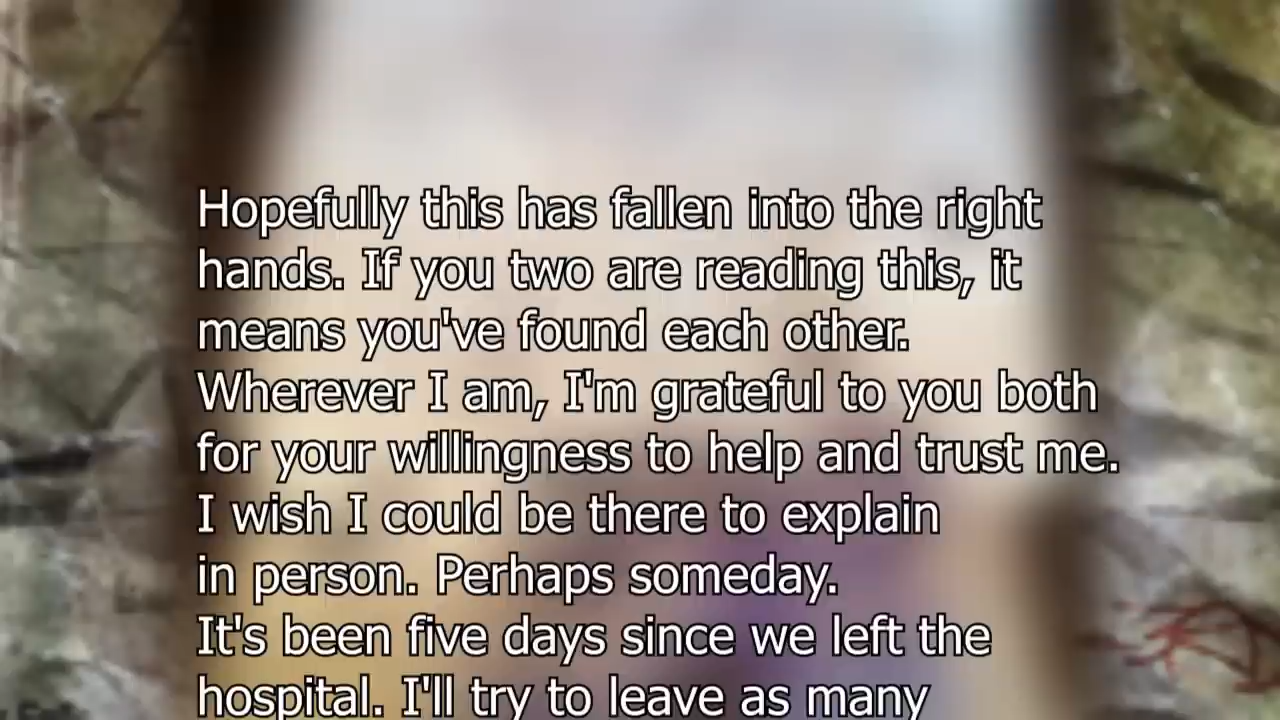 Hopefully this has fallen into the right
hands. If you two are reading this, it
means you've found each other.
Wherever I am, I'm grateful to you both
for your willingness to help and trust me.
I wish I could be there to explain
in person. Perhaps someday.
It's been five days since we left the
hospital. I'll try to leave as many